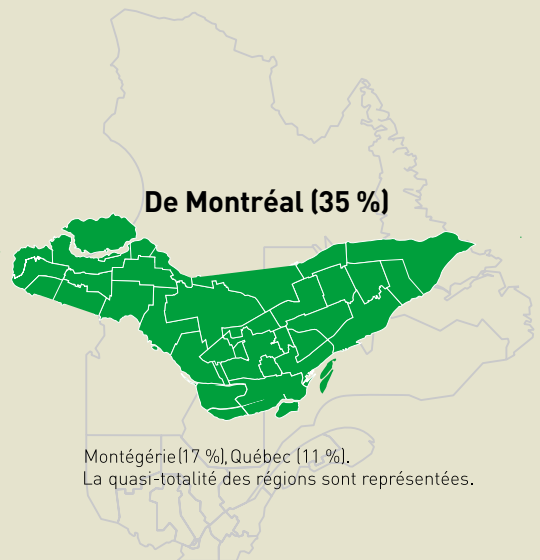 De Montréal (35 %)
Montégérie (17 %), Québec (11 %).
La quasi-totalité des régions sont représentées.